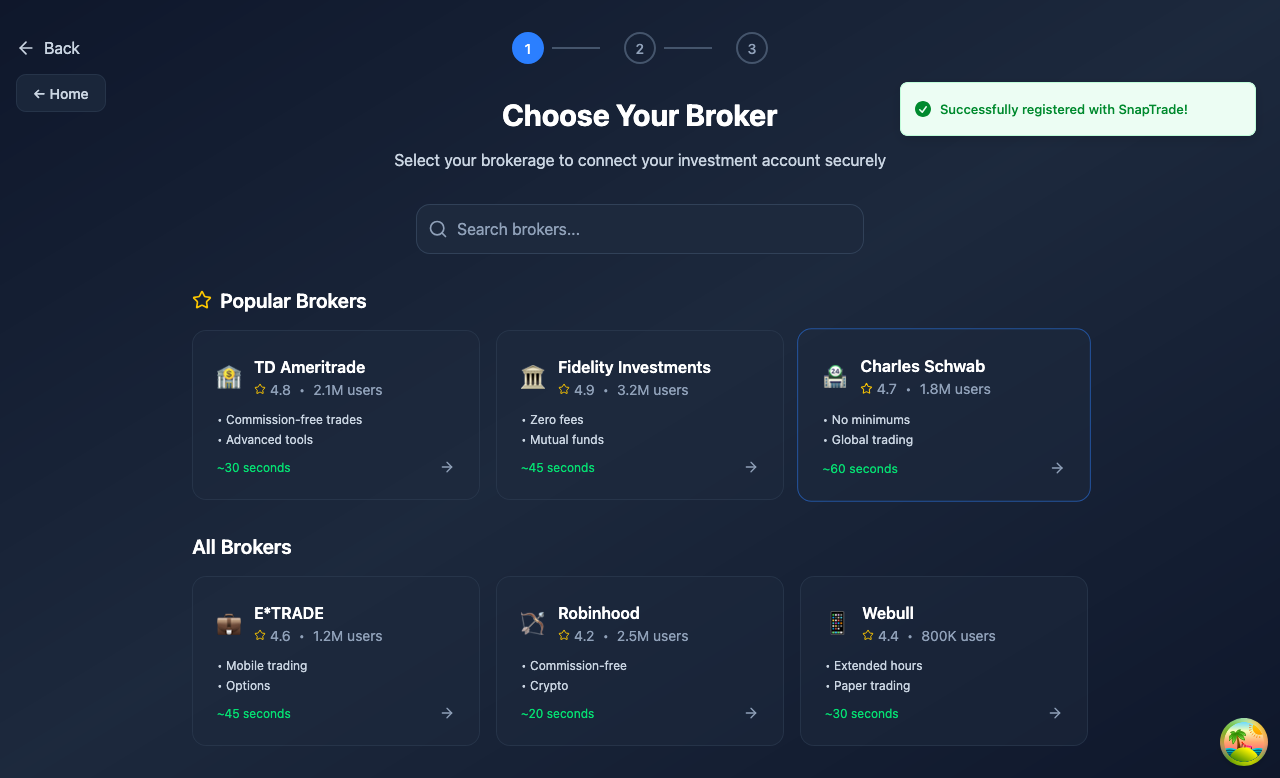 Back
1
2
3
← Home
Successfully registered with SnapTrade!
Choose Your Broker
Select your brokerage to connect your investment account securely
Search brokers...
Popular Brokers
TD Ameritrade
4.8 • 2.1M users
• Commission-free trades
• Advanced tools
~30 seconds
Fidelity Investments
4.9 • 3.2M users
• Zero fees
• Mutual funds
~45 seconds
24
Charles Schwab
4.7 • 1.8M users
• No minimums
• Global trading
~60 seconds
All Brokers
E*TRADE
4.6 • 1.2M users
• Mobile trading
• Options
~45 seconds
Robinhood
4.2 • 2.5M users
• Commission-free
• Crypto
~20 seconds
Webull
4.4 • 800K users
• Extended hours
• Paper trading
~30 seconds